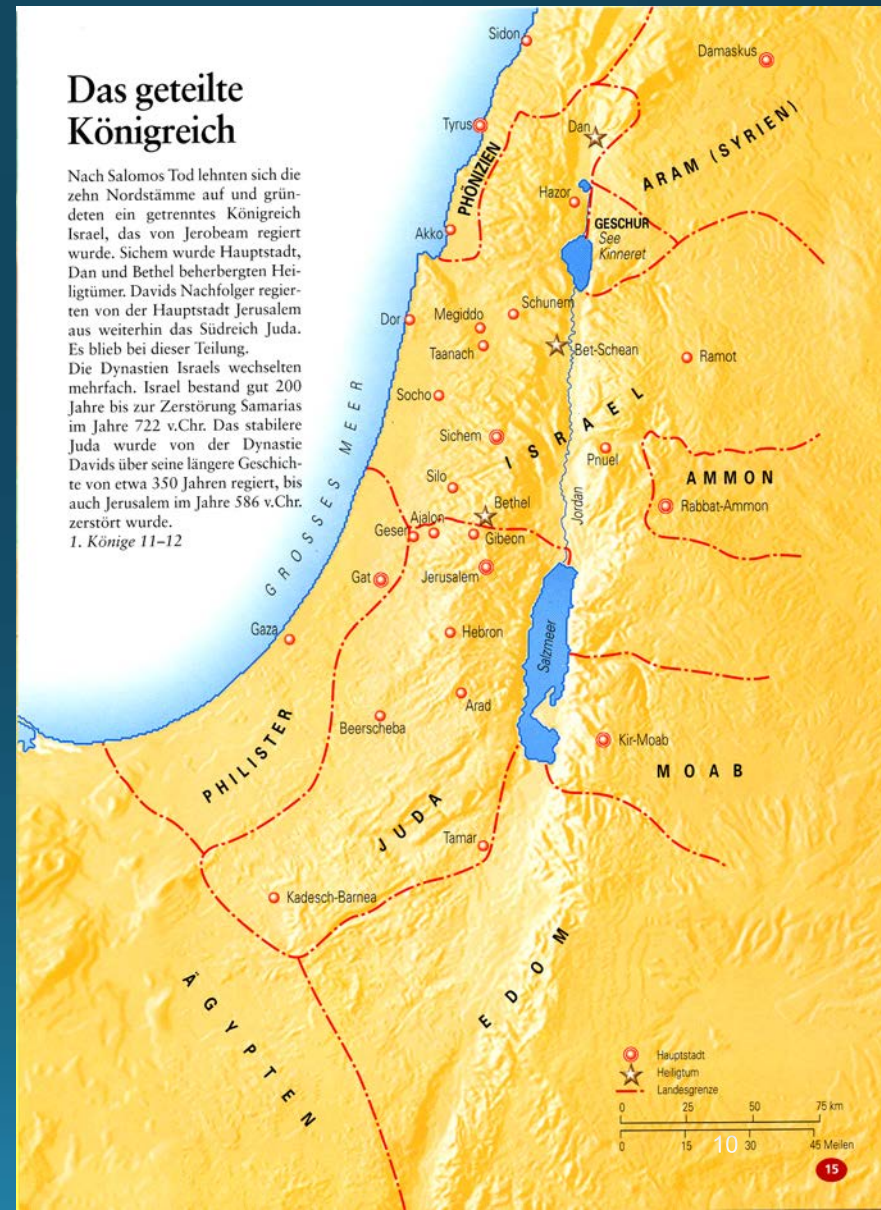 Das geteilte
Königreich
Nach Salomos Tod lehnten sich die
zehn Nordstämme auf und grün-
deten ein getrenntes Königreich
Israel, das von Jerobeam regiert
wurde. Sichem wurde Hauptstadt,
Dan und Bethel beherbergten Hei-
ligtümer. Davids Nachfolger regier-
ten von der Hauptstadt Jerusalem
aus weiterhin das Südreich Juda.
Es blieb bei dieser Teilung.
Die Dynastien Israels wechselten
mehrfach. Israel bestand gut 200
Jahre bis zur Zerstörung Samarias
im Jahre 722 v.Chr. Das stabilere
Juda wurde von der Dynastie
Davids über seine längere Geschich-
te von etwa 350 Jahren regiert, bis
auch Jerusalem im Jahre 586 v.Chr.
zerstört wurde.
1. Könige 11–12
Sidon
Damaskus
Tyrus
Dan
ARAM (SYRIEN)
PHÖNIZIEN
Hazor
GESCHUR
See
Kinneret
Akko
Schunem
Dor
Megiddo
Taanach
Bet-Schean
Ramot
Socho
GROSSES MEER
ISRAEL
Sichem
Pnuel
AMMON
Silo
Rabbat-Ammon
Bethel
Jordan
Ajalon
Geser
Gibeon
Gat
Jerusalem
Gaza
Hebron
Salzmeer
Arad
Beerscheba
PHILISTER
Kir-Moab
MOAB
JUDA
Tamar
Kadesch-Barnea
EDOM
ÄGYPTEN
Hauptstadt
Heiligtum
Landesgrenze
0 25 50 75 km
0 15 30 45 Meilen
10
15